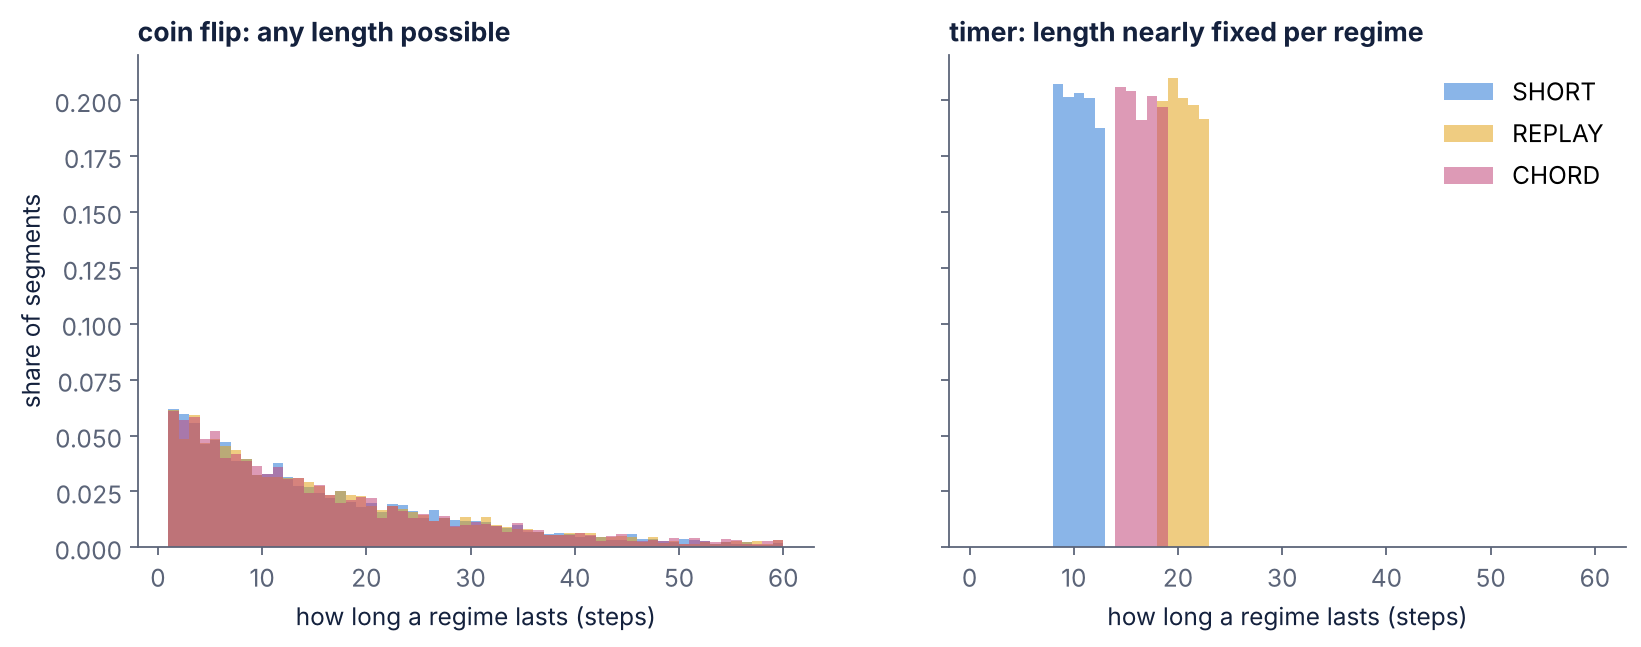 coin flip: any length possible
share of segments
0.200
0.175
0.150
0.125
0.100
0.075
0.050
0.025
0.000
0 10 20 30 40 50 60
how long a regime lasts (steps)
timer: length nearly fixed per regime
SHORT
REPLAY
CHORD
0 10 20 30 40 50 60
how long a regime lasts (steps)